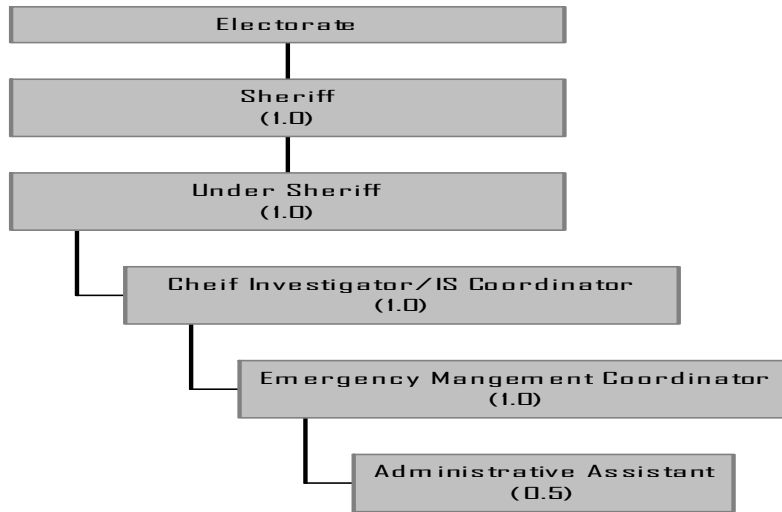 Electorate
Sheriff
(1.0)
Under Sheriff
(1.0)
Cheif Investigator/IS Coordinator
(1.0)
Emergency Mangement Coordinator
(1.0)
Administrative Assistant
(0.5)